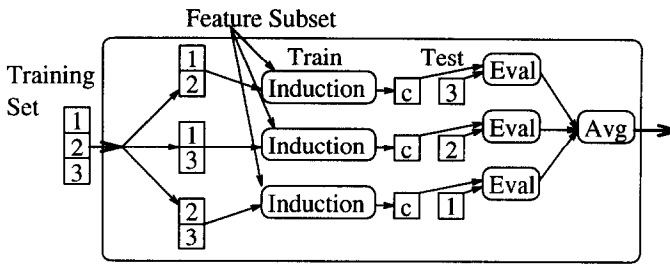 Feature Subset
Training
Set
1
2
3
1
2
1
3
2
3
Train
Test
Induction
c
3
Eval
Induction
c
2
Eval
Induction
c
1
Eval
Avg